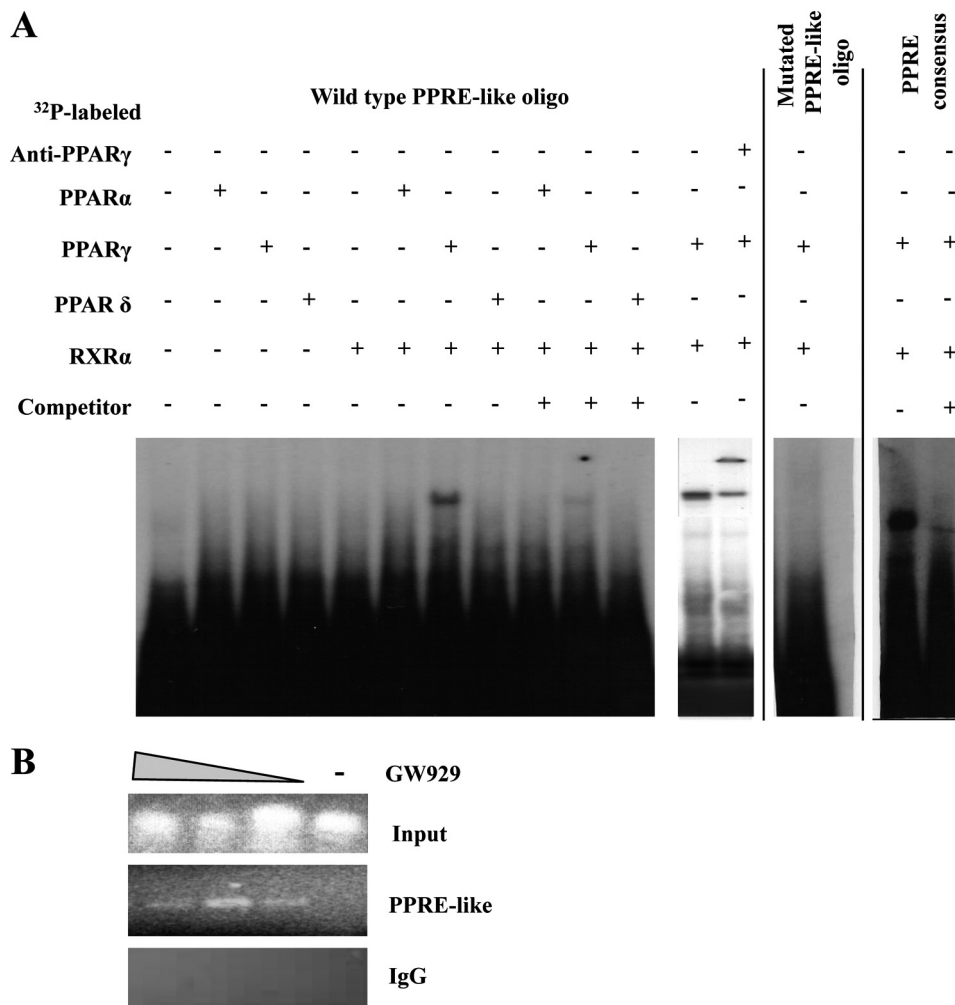 A
Mutated
PPRE-like
oligo
PPRE
consensus
Wild type PPRE-like oligo
³²P-labeled
Anti-PPARγ - - - - - - - - - - - - + - - -
PPARα - + - - - + - - + - - - - - - -
PPARγ - - + - - - + - - + - + + + + +
PPAR δ - - - + - - - + - - + - - - - -
RXRα - - - - + + + + + + + + + + + +
Competitor - - - - - - - - + + + - - - - +
B
- GW929
Input
PPRE-like
IgG